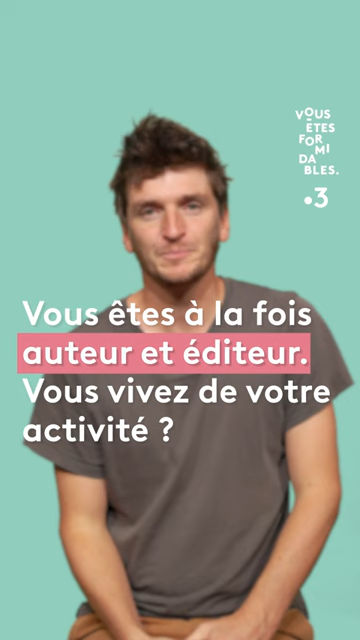 VOUS
ÊTES
FOR
MI
DA
BLES.
•3
Vous êtes à la fois
auteur et éditeur.
Vous vivez de votre
activité ?